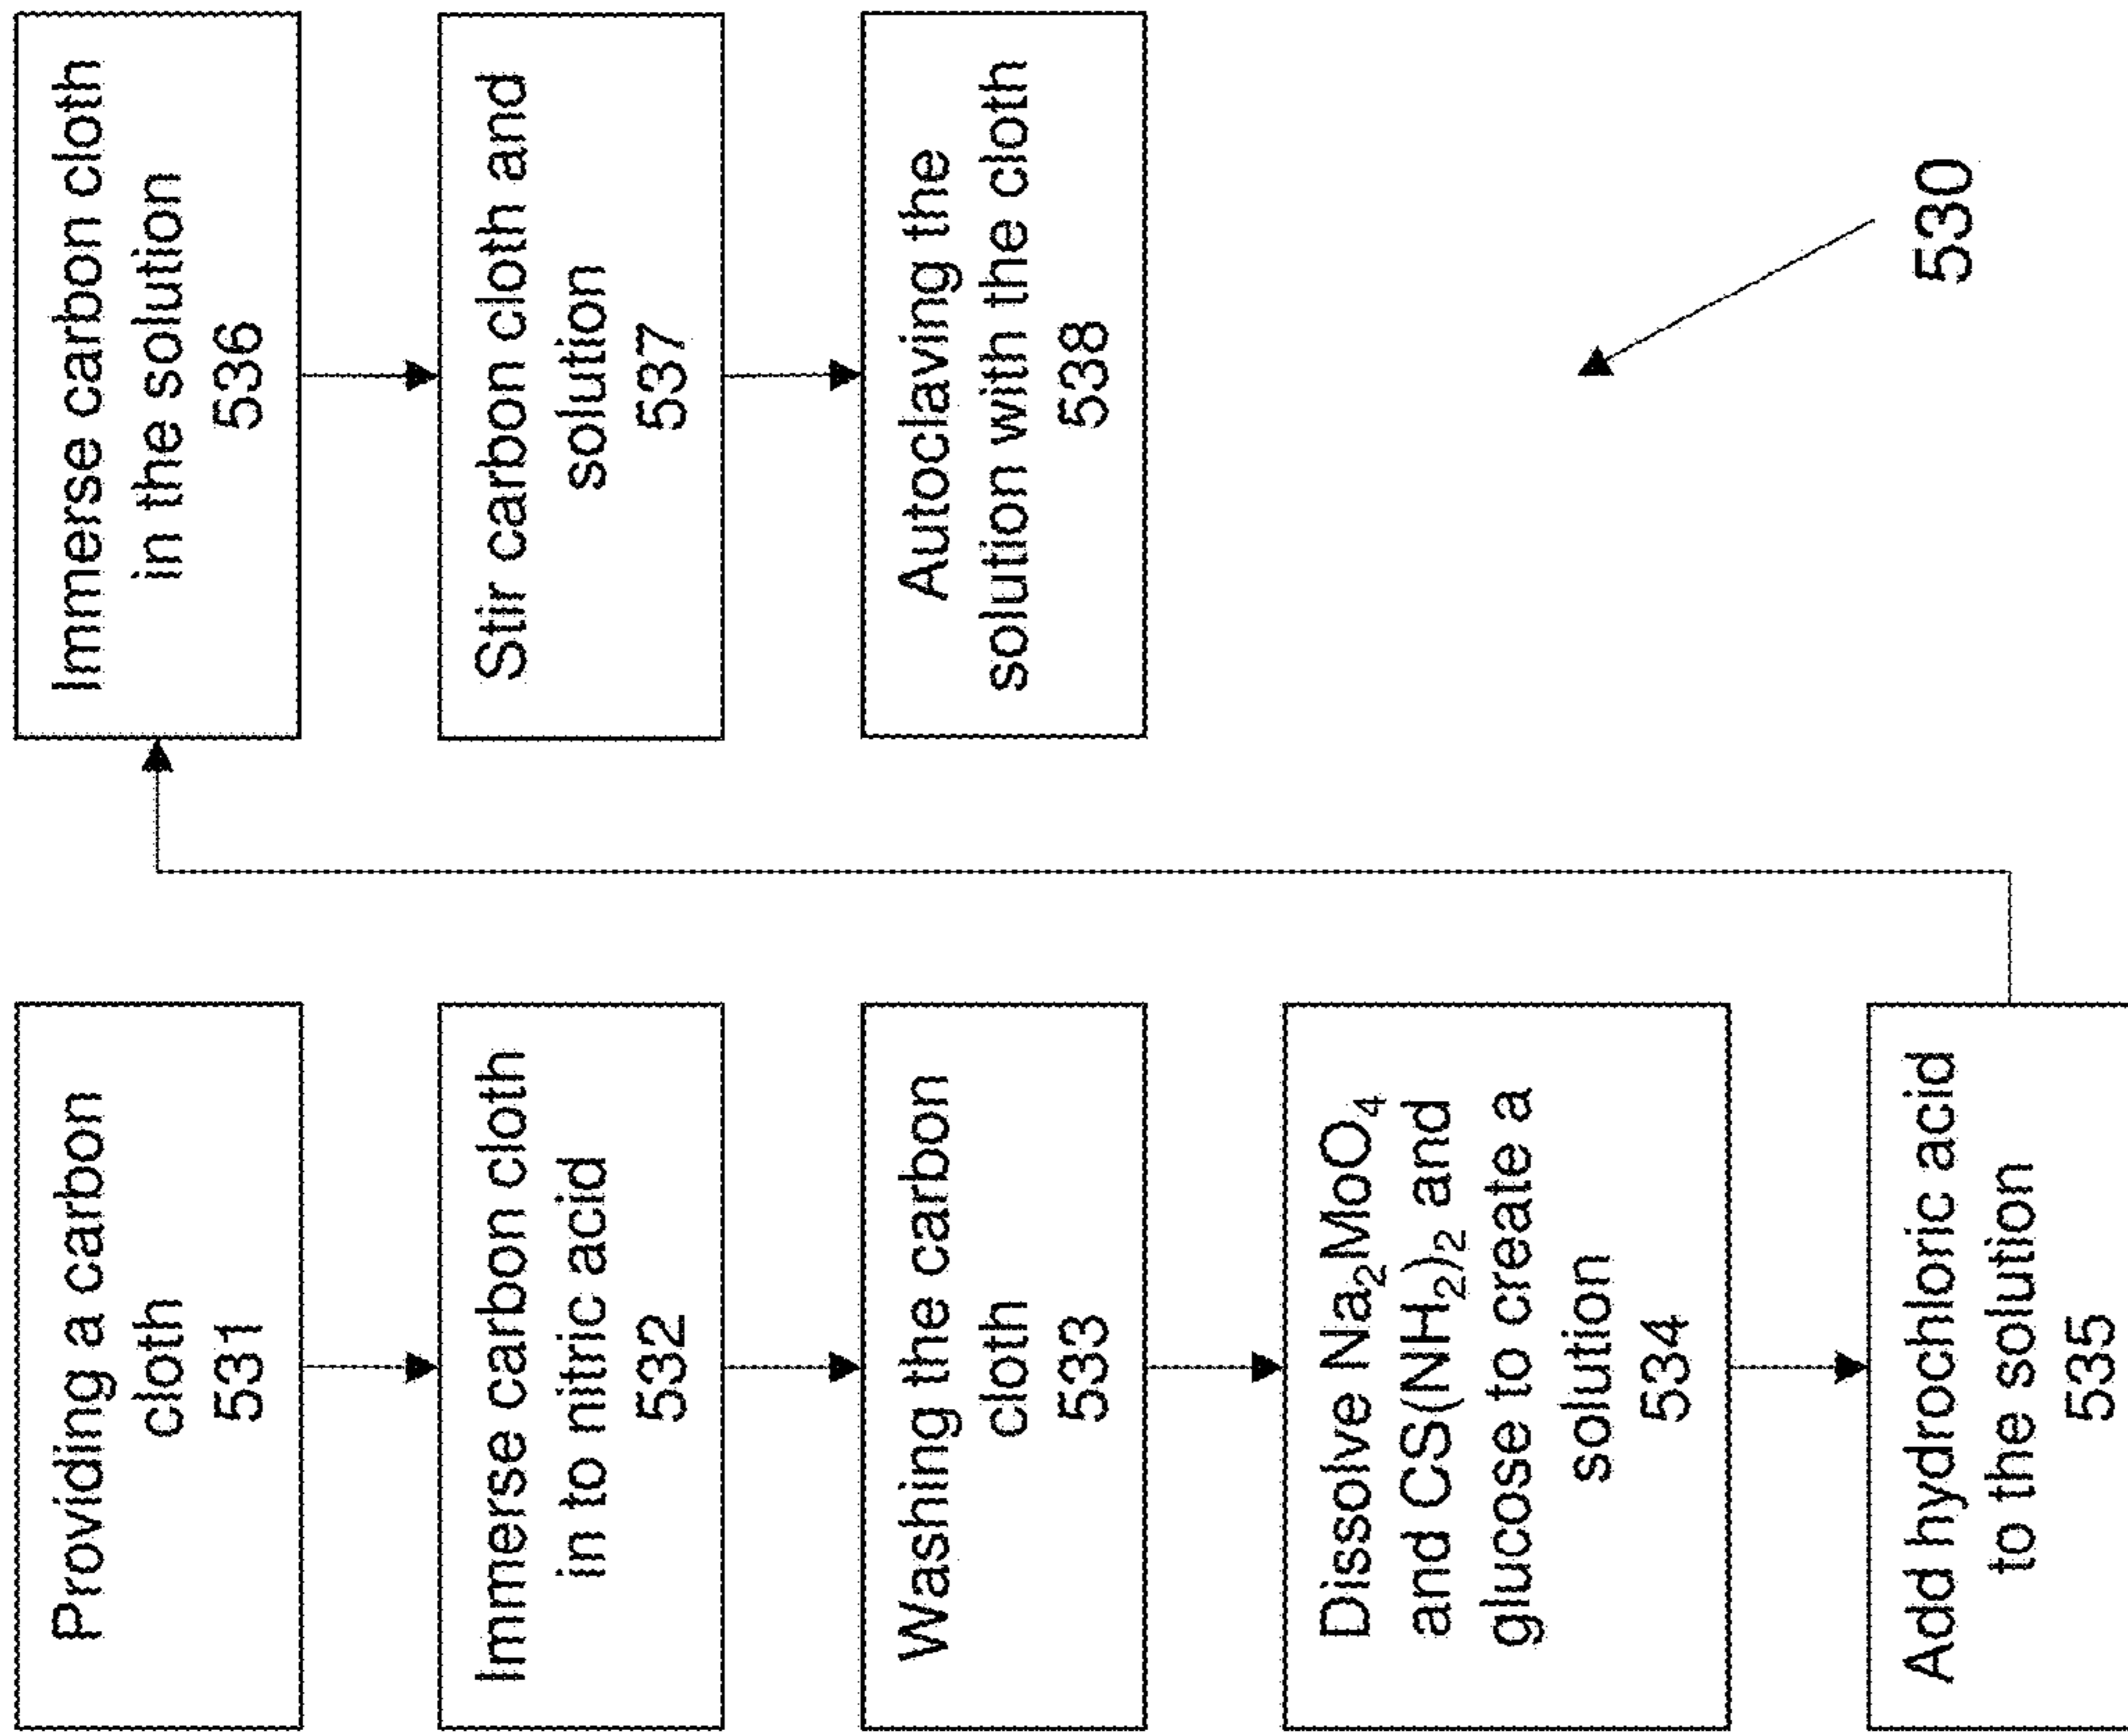 Providing a carbon
cloth
531
Immerse carbon cloth
in to nitric acid
532
Washing the carbon
cloth
533
Dissolve Na₂MoO₄
and CS(NH₂)₂ and
glucose to create a
solution
534
Add hydrochloric acid
to the solution
535
Immerse carbon cloth
in the solution
536
Stir carbon cloth and
solution
537
Autoclaving the
solution with the cloth
538
530